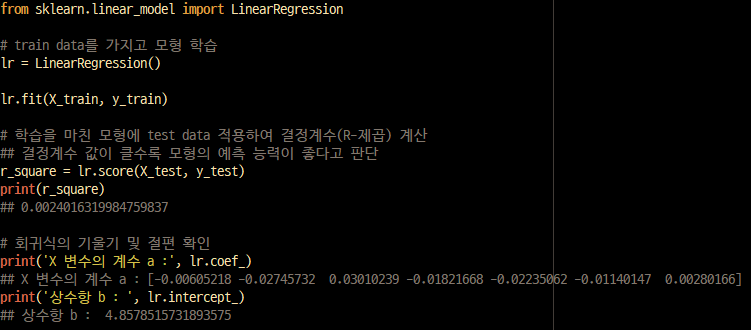 from sklearn.linear_model import LinearRegression
# train data를 가지고 모형 학습
lr = LinearRegression()
lr.fit(X_train, y_train)
# 학습을 마친 모형에 test data 적용하여 결정계수(R-제곱) 계산
## 결정계수 값이 클수록 모형의 예측 능력이 좋다고 판단
r_square = lr.score(X_test, y_test)
print(r_square)
## 0.0024016319984759837
# 회귀식의 기울기 및 절편 확인
print('X 변수의 계수 a :', lr.coef_)
## X 변수의 계수 a : [-0.00605218 -0.02745732  0.03010239 -0.01821668 -0.02235062 -0.01140147  0.00280166]
print('상수항 b : ', lr.intercept_)
## 상수항 b :  4.8578515731893575